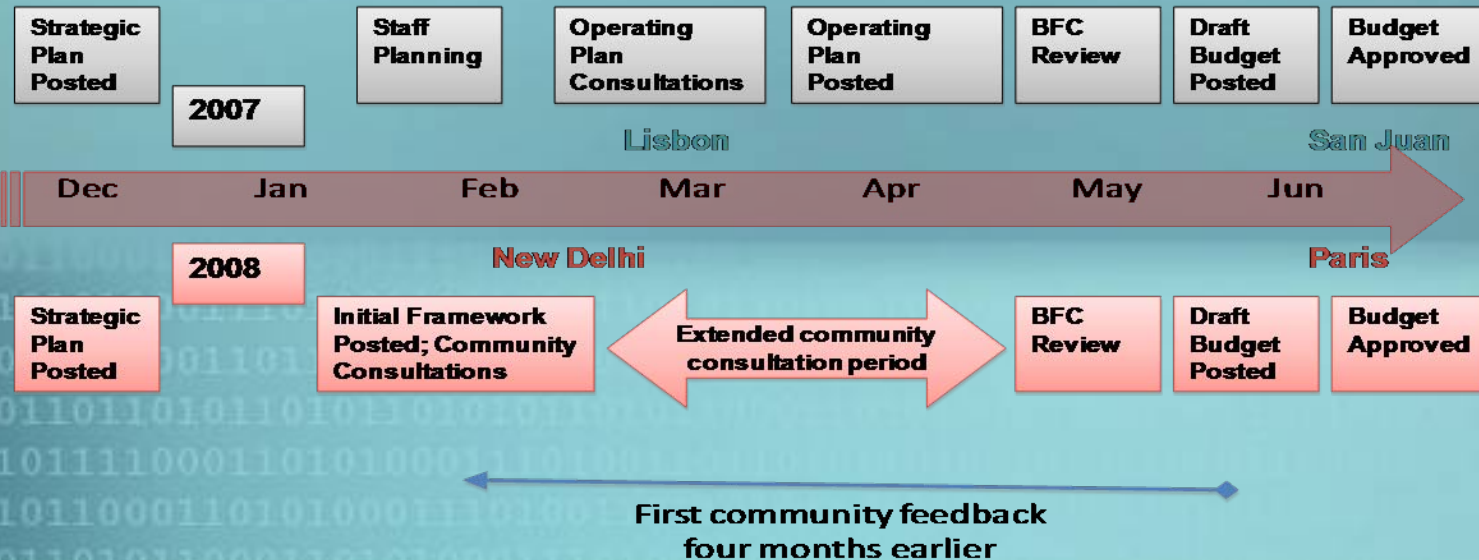 Strategic
Plan
Posted
Staff
Planning
Operating
Plan
Consultations
Operating
Plan
Posted
BFC
Review
Draft
Budget
Posted
Budget
Approved
2007
Lisbon
San Juan
Dec Jan Feb Mar Apr May Jun
2008
New Delhi
Paris
Strategic
Plan
Posted
Initial Framework
Posted; Community
Consultations
Extended community
consultation period
BFC
Review
Draft
Budget
Posted
Budget
Approved
First community feedback
four months earlier